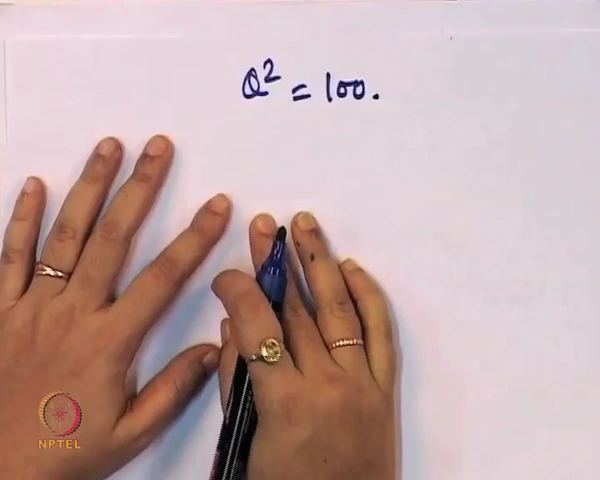 Q² = 100.
NPTEL